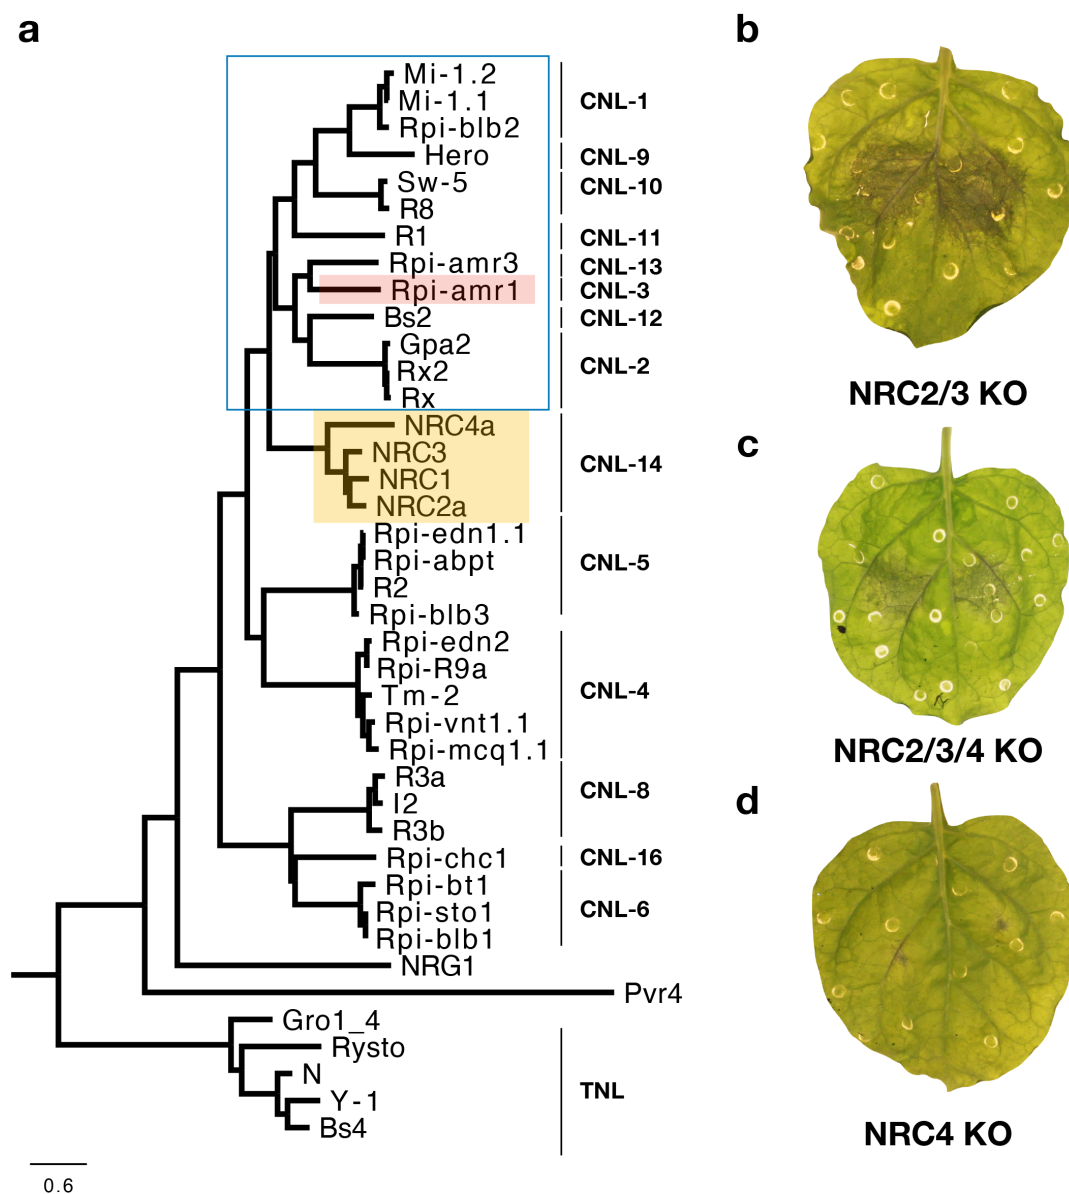 a
Mi-1.2
Mi-1.1
Rpi-blb2
CNL-1
Hero
CNL-9
Sw-5
R8
CNL-10
R1
CNL-11
Rpi-amr3
CNL-13
Rpi-amr1
CNL-3
Bs2
CNL-12
Gpa2
Rx2
Rx
CNL-2
NRC4a
NRC3
NRC1
NRC2a
CNL-14
Rpi-edn1.1
Rpi-abpt
R2
Rpi-blb3
CNL-5
Rpi-edn2
Rpi-R9a
Tm-2
Rpi-vnt1.1
Rpi-mcq1.1
CNL-4
R3a
I2
R3b
CNL-8
Rpi-chc1
CNL-16
Rpi-bt1
Rpi-sto1
Rpi-blb1
CNL-6
NRG1
Pvr4
Gro1_4
Rysto
N
Y-1
Bs4
TNL
0.6
b
NRC2/3 KO
c
NRC2/3/4 KO
d
NRC4 KO